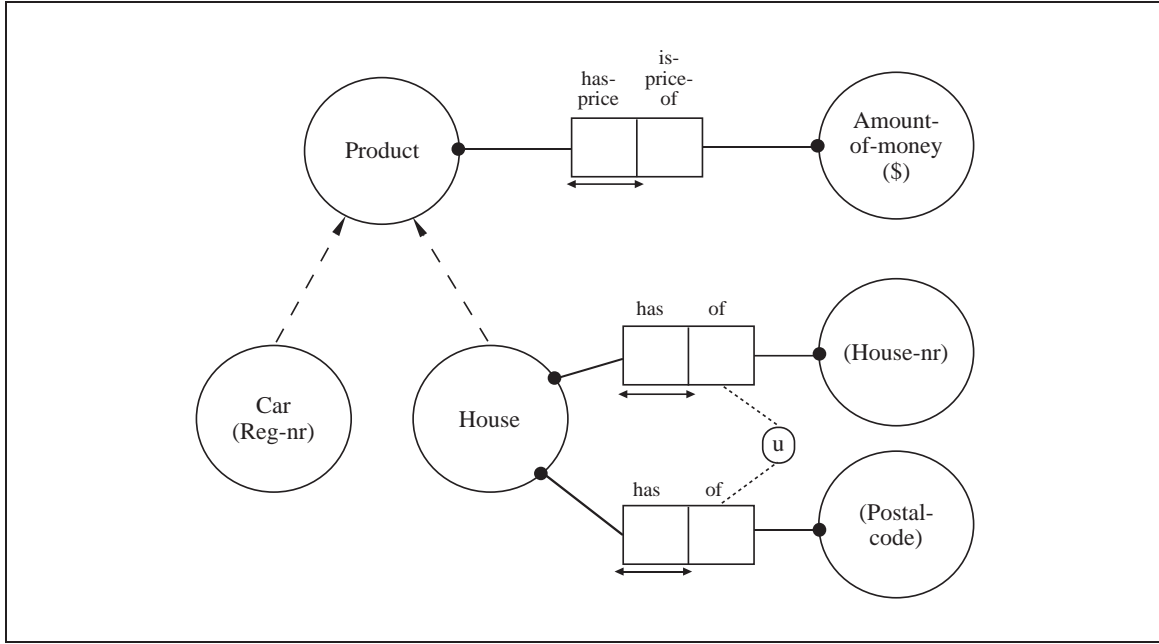 has-
price
is-
price-
of
Product
Amount-
of-money
($)
has
of
(House-nr)
Car
(Reg-nr)
House
u
has
of
(Postal-
code)